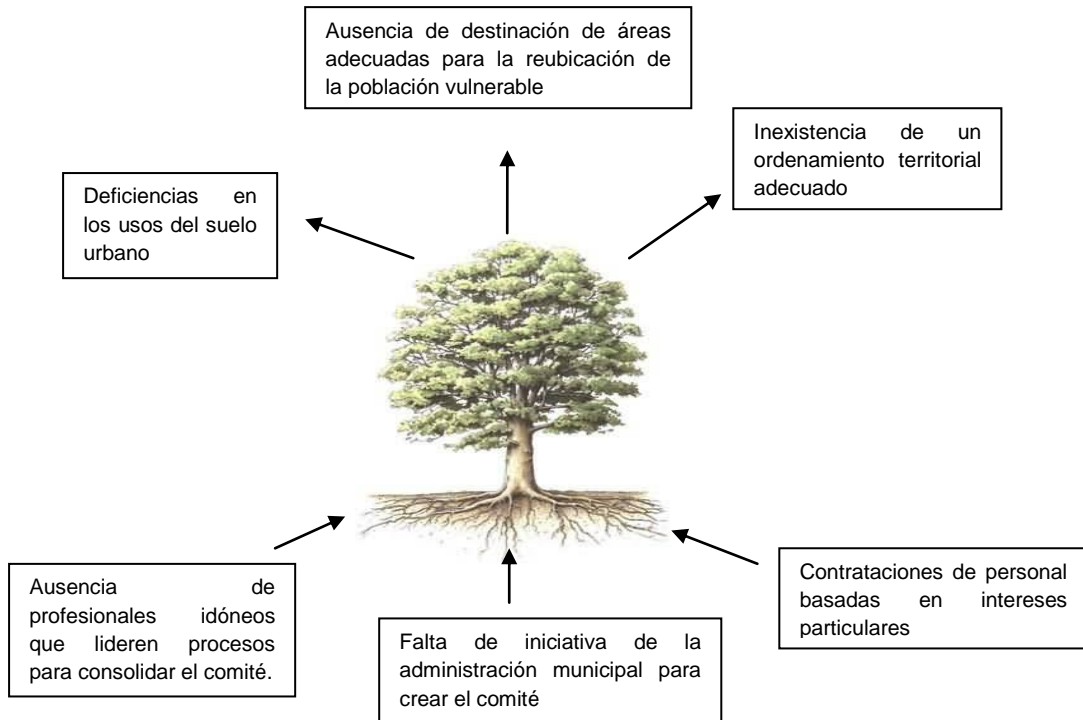 Ausencia de destinación de áreas
adecuadas para la reubicación de
la población vulnerable
Inexistencia de un
ordenamiento territorial
adecuado
Deficiencias en
los usos del suelo
urbano
Ausencia de
profesionales idóneos
que lideren procesos
para consolidar el comité.
Falta de iniciativa de la
administración municipal para
crear el comité
Contrataciones de personal
basadas en intereses
particulares